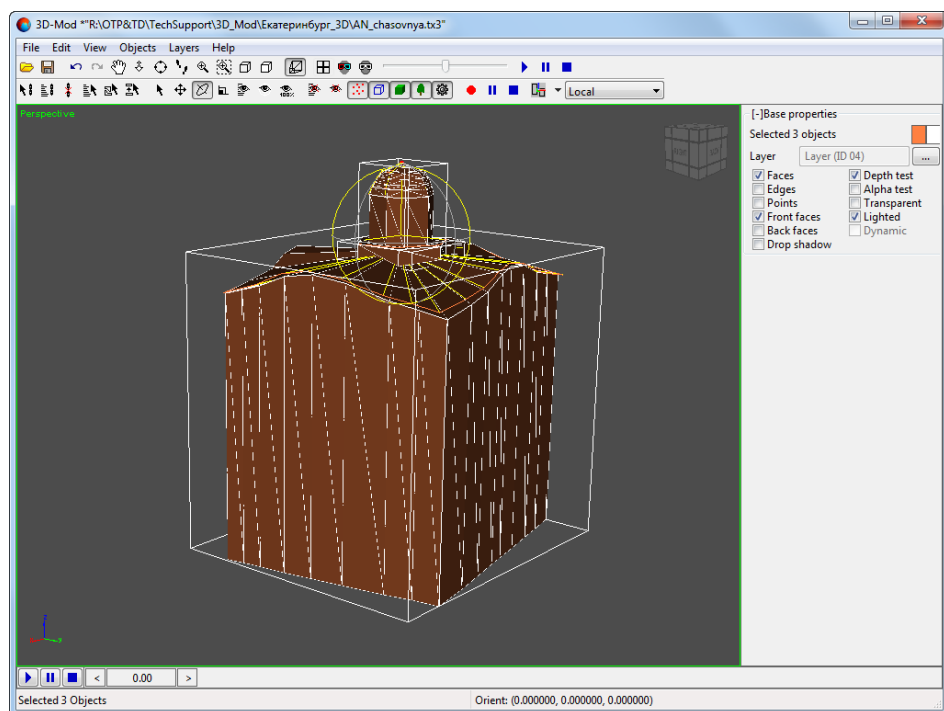 3D-Mod *"R:\OTP&TD\TechSupport\3D_Mod\Екатеринбург_3D\AN_chasovnya.tx3"
File Edit View Objects Layers Help
100%
Local
Perspective
[-]Base properties
Selected 3 objects
Layer Layer (ID 04) ...
Faces Depth test
Edges Alpha test
Points Transparent
Front faces Lighted
Back faces Dynamic
Drop shadow
z
< 0.00 >
Selected 3 Objects Orient: (0.000000, 0.000000, 0.000000)